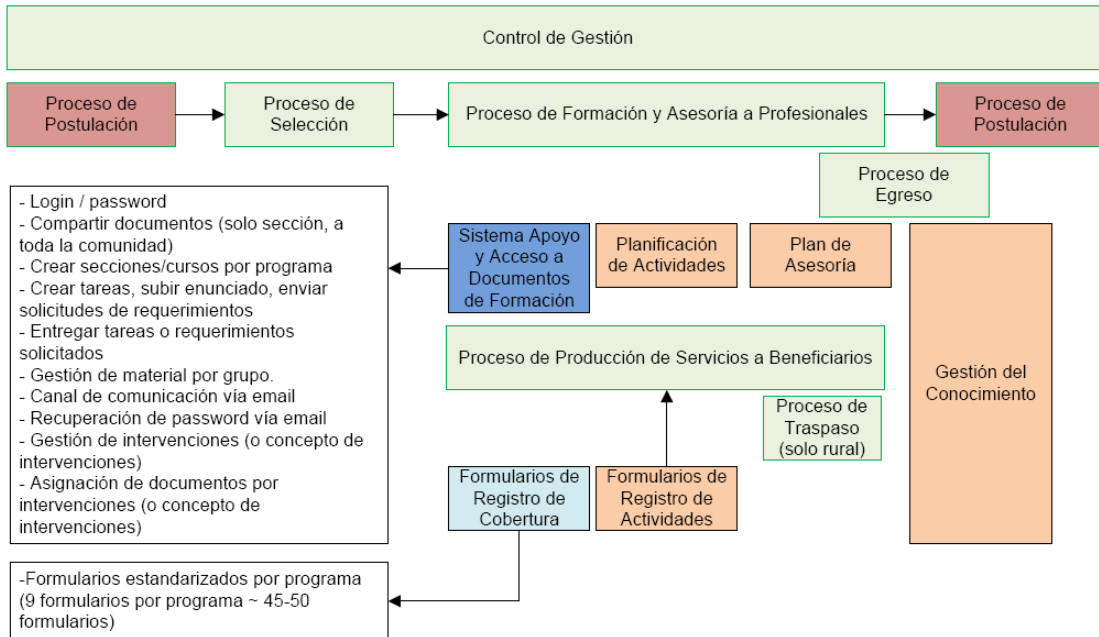 Control de Gestión
Proceso de
Postulación
Proceso de
Selección
Proceso de Formación y Asesoría a Profesionales
Proceso de
Postulación
Proceso de
Egreso
- Login / password
- Compartir documentos (solo sección, a
toda la comunidad)
- Crear secciones/cursos por programa
- Crear tareas, subir enunciado, enviar
solicitudes de requerimientos
- Entregar tareas o requerimientos
solicitados
- Gestión de material por grupo.
- Canal de comunicación vía email
- Recuperación de password vía email
- Gestión de intervenciones (o concepto de
intervenciones)
- Asignación de documentos por
intervenciones (o concepto de
intervenciones)
Sistema Apoyo
y Acceso a
Documentos
de Formación
Planificación
de Actividades
Plan de
Asesoría
Proceso de Producción de Servicios a Beneficiarios
Gestión del
Conocimiento
Proceso de
Traspaso
(solo rural)
Formularios de
Registro de
Cobertura
Formularios de
Registro de
Actividades
-Formularios estandarizados por programa
(9 formularios por programa ~ 45-50
formularios)